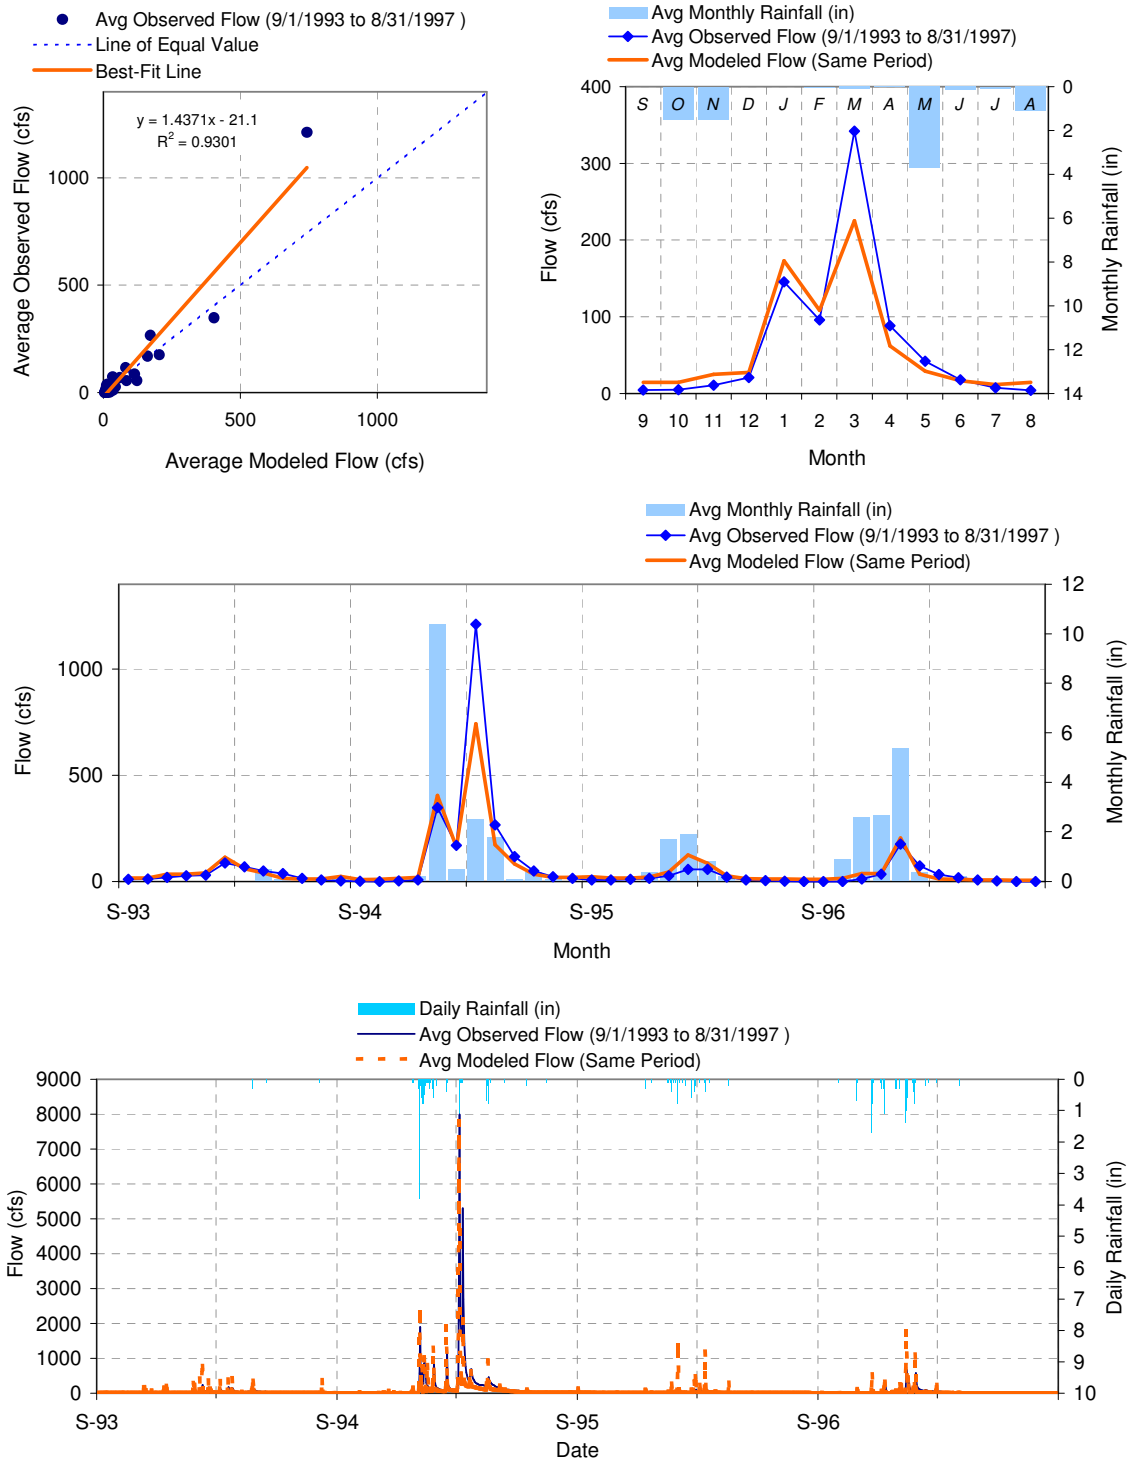 Avg Observed Flow (9/1/1993 to 8/31/1997 )
Line of Equal Value
Best-Fit Line
y = 1.4371x - 21.1
R² = 0.9301
Average Observed Flow (cfs)
1000
500
0
0 500 1000
Average Modeled Flow (cfs)
Avg Monthly Rainfall (in)
Avg Observed Flow (9/1/1993 to 8/31/1997)
Avg Modeled Flow (Same Period)
S O N D J F M A M J J A
Flow (cfs)
400
300
200
100
0
0
2
4
6
8
10
12
14
Monthly Rainfall (in)
9 10 11 12 1 2 3 4 5 6 7 8
Month
Avg Monthly Rainfall (in)
Avg Observed Flow (9/1/1993 to 8/31/1997 )
Avg Modeled Flow (Same Period)
Flow (cfs)
1000
500
0
12
10
8
6
4
2
0
Monthly Rainfall (in)
S-93 S-94 S-95 S-96
Month
Daily Rainfall (in)
Avg Observed Flow (9/1/1993 to 8/31/1997 )
Avg Modeled Flow (Same Period)
Flow (cfs)
9000
8000
7000
6000
5000
4000
3000
2000
1000
0
0
1
2
3
4
5
6
7
8
9
10
Daily Rainfall (in)
S-93 S-94 S-95 S-96
Date